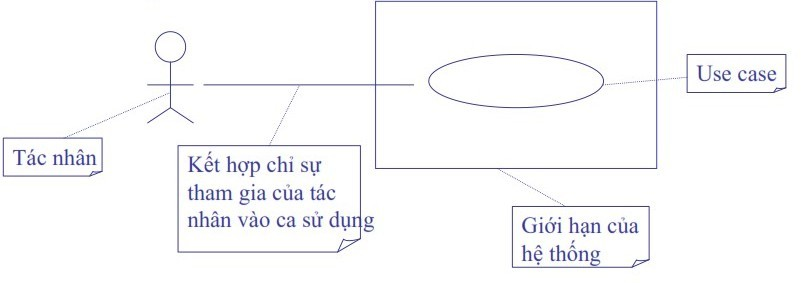 Use case
Tác nhân
Kết hợp chỉ sự
tham gia của tác
nhân vào ca sử dụng
Giới hạn của
hệ thống